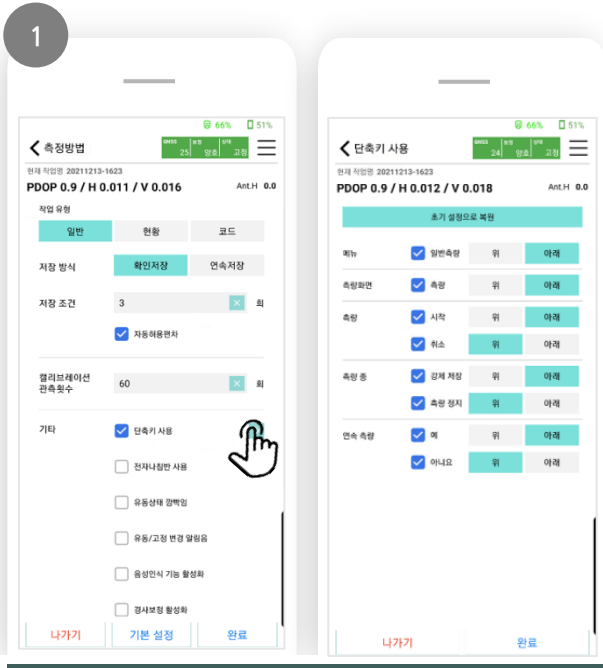 1
66% 51%
측정방법
GNSS 보정 상태
25 양호 고정
현재 작업명 20211213-1623
PDOP 0.9 / H 0.011 / V 0.016 Ant.H 0.0
작업 유형
일반 현황 코드
저장 방식 확인저장 연속저장
저장 조건 3 × 회
자동허용편차
캘리브레이션
관측횟수 60 × 회
기타 단축키 사용
전자나침반 사용
유동상태 깜빡임
유동/고정 변경 알림음
음성인식 기능 활성화
경사보정 활성화
나가기 기본 설정 완료
66% 51%
단축키 사용
GNSS 보정 상태
24 양호 고정
현재 작업명 20211213-1623
PDOP 0.9 / H 0.012 / V 0.018 Ant.H 0.0
초기 설정으로 복원
메뉴 일반측량 위 아래
측량화면 측량 위 아래
측량 시작 위 아래
취소 위 아래
측량 중 강제 저장 위 아래
측량 정지 위 아래
연속 측량 예 위 아래
아니요 위 아래
나가기 완료